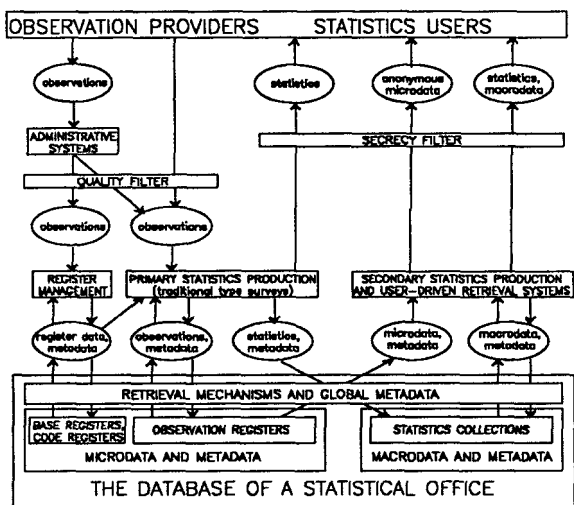 OBSERVATION PROVIDERS STATISTICS USERS
observations
statistics
anonymous
microdata
statistics,
macrodata
ADMINISTRATIVE
SYSTEMS
SECRECY FILTER
QUALITY FILTER
observations
observations
REGISTER
MANAGEMENT
PRIMARY STATISTICS PRODUCTION
(traditional type surveys)
SECONDARY STATISTICS PRODUCTION
AND USER-DRIVEN RETRIEVAL SYSTEMS
register data,
metadata
observations,
metadata
statistics,
metadata
microdata,
metadata
macrodata,
metadata
RETRIEVAL MECHANISMS AND GLOBAL METADATA
BASE REGISTERS,
CODE REGISTERS
OBSERVATION REGISTERS
STATISTICS COLLECTIONS
MICRODATA AND METADATA
MACRODATA AND METADATA
THE DATABASE OF A STATISTICAL OFFICE